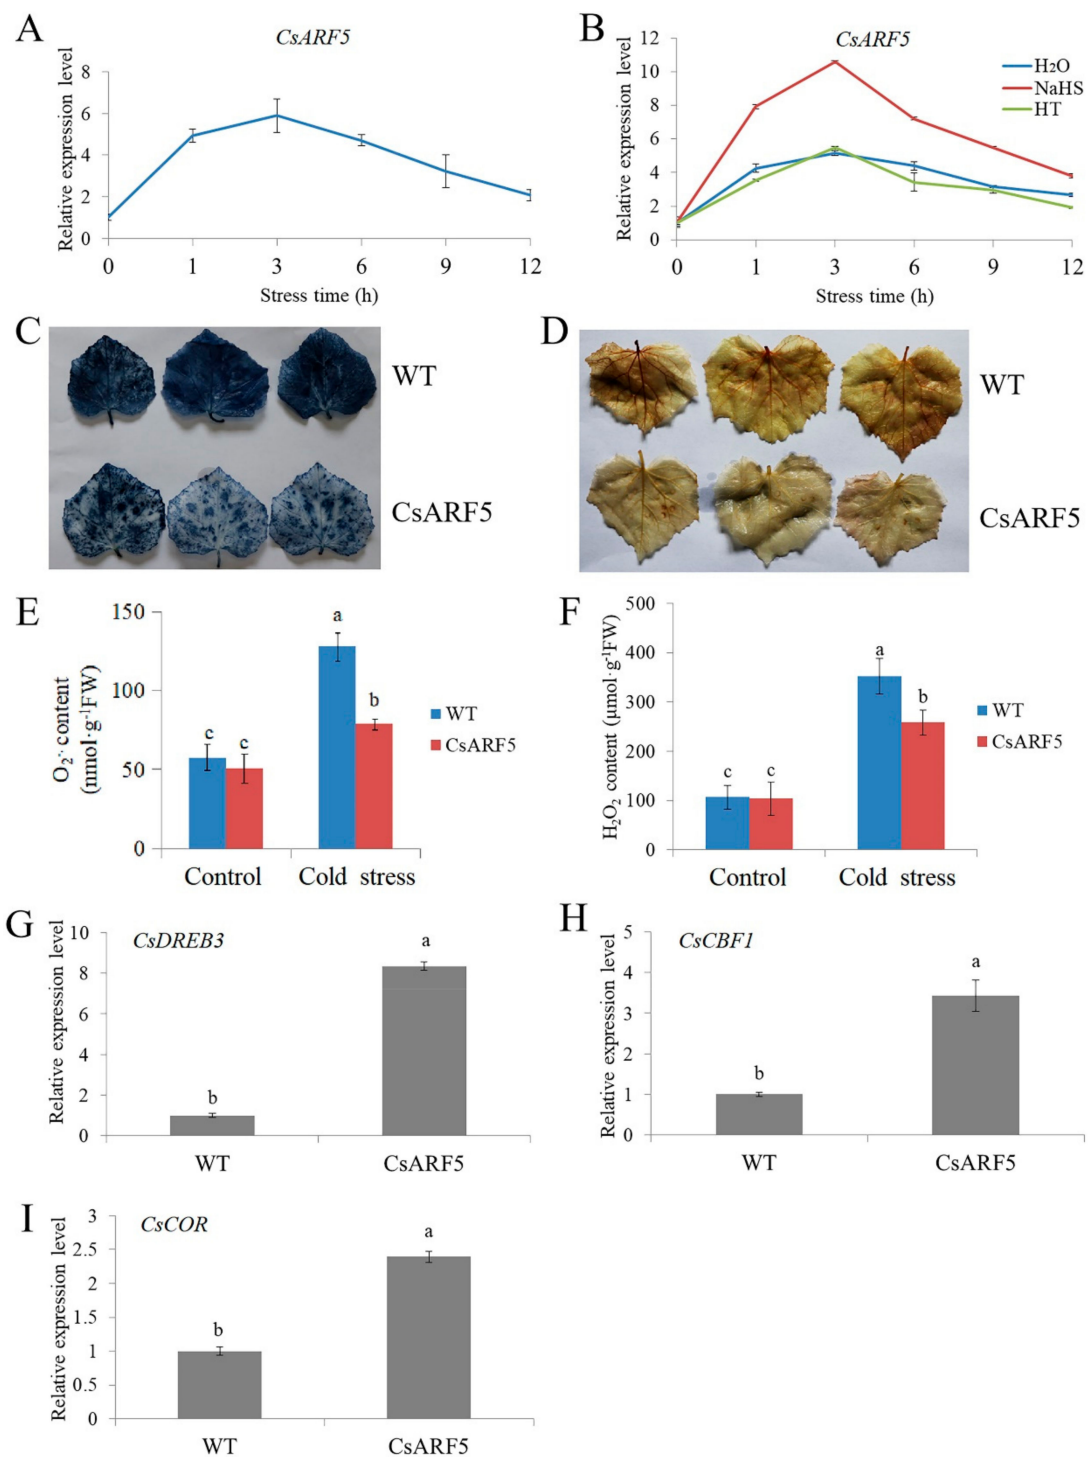 A
CsARF5
Relative expression level
8
6
4
2
0
0 1 3 6 9 12
Stress time (h)
B
CsARF5
Relative expression level
12
10
8
6
4
2
0
H₂O
NaHS
HT
0 1 3 6 9 12
Stress time (h)
C
WT
CsARF5
D
WT
CsARF5
E
O₂⁻· content
(nmol·g⁻¹FW)
150
100
50
0
c c a b
WT
CsARF5
Control Cold stress
F
H₂O₂ content (μmol·g⁻¹FW)
500
400
300
200
100
0
c c a b
WT
CsARF5
Control Cold stress
G
CsDREB3
Relative expression level
10
8
6
4
2
0
b a
WT CsARF5
H
CsCBF1
Relative expression level
5
4
3
2
1
0
b a
WT CsARF5
I
CsCOR
Relative expression level
3
2.5
2
1.5
1
0.5
0
b a
WT CsARF5